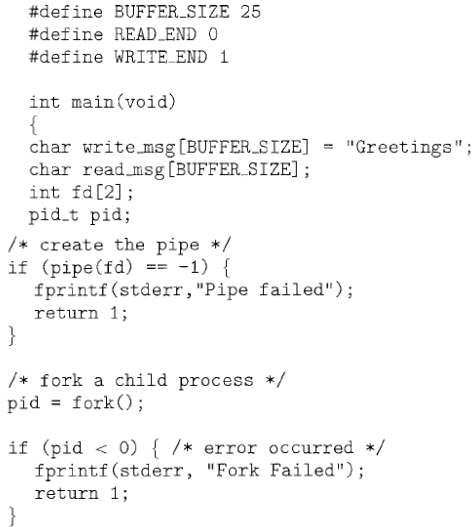 #define BUFFER_SIZE 25
#define READ_END 0
#define WRITE_END 1
int main(void)
{
char write_msg[BUFFER_SIZE] = "Greetings";
char read_msg[BUFFER_SIZE];
int fd[2];
pid_t pid;
/* create the pipe */
if (pipe(fd) == -1) {
fprintf(stderr,"Pipe failed");
return 1;
}
/* fork a child process */
pid = fork();
if (pid < 0) { /* error occurred */
fprintf(stderr, "Fork Failed");
return 1;
}